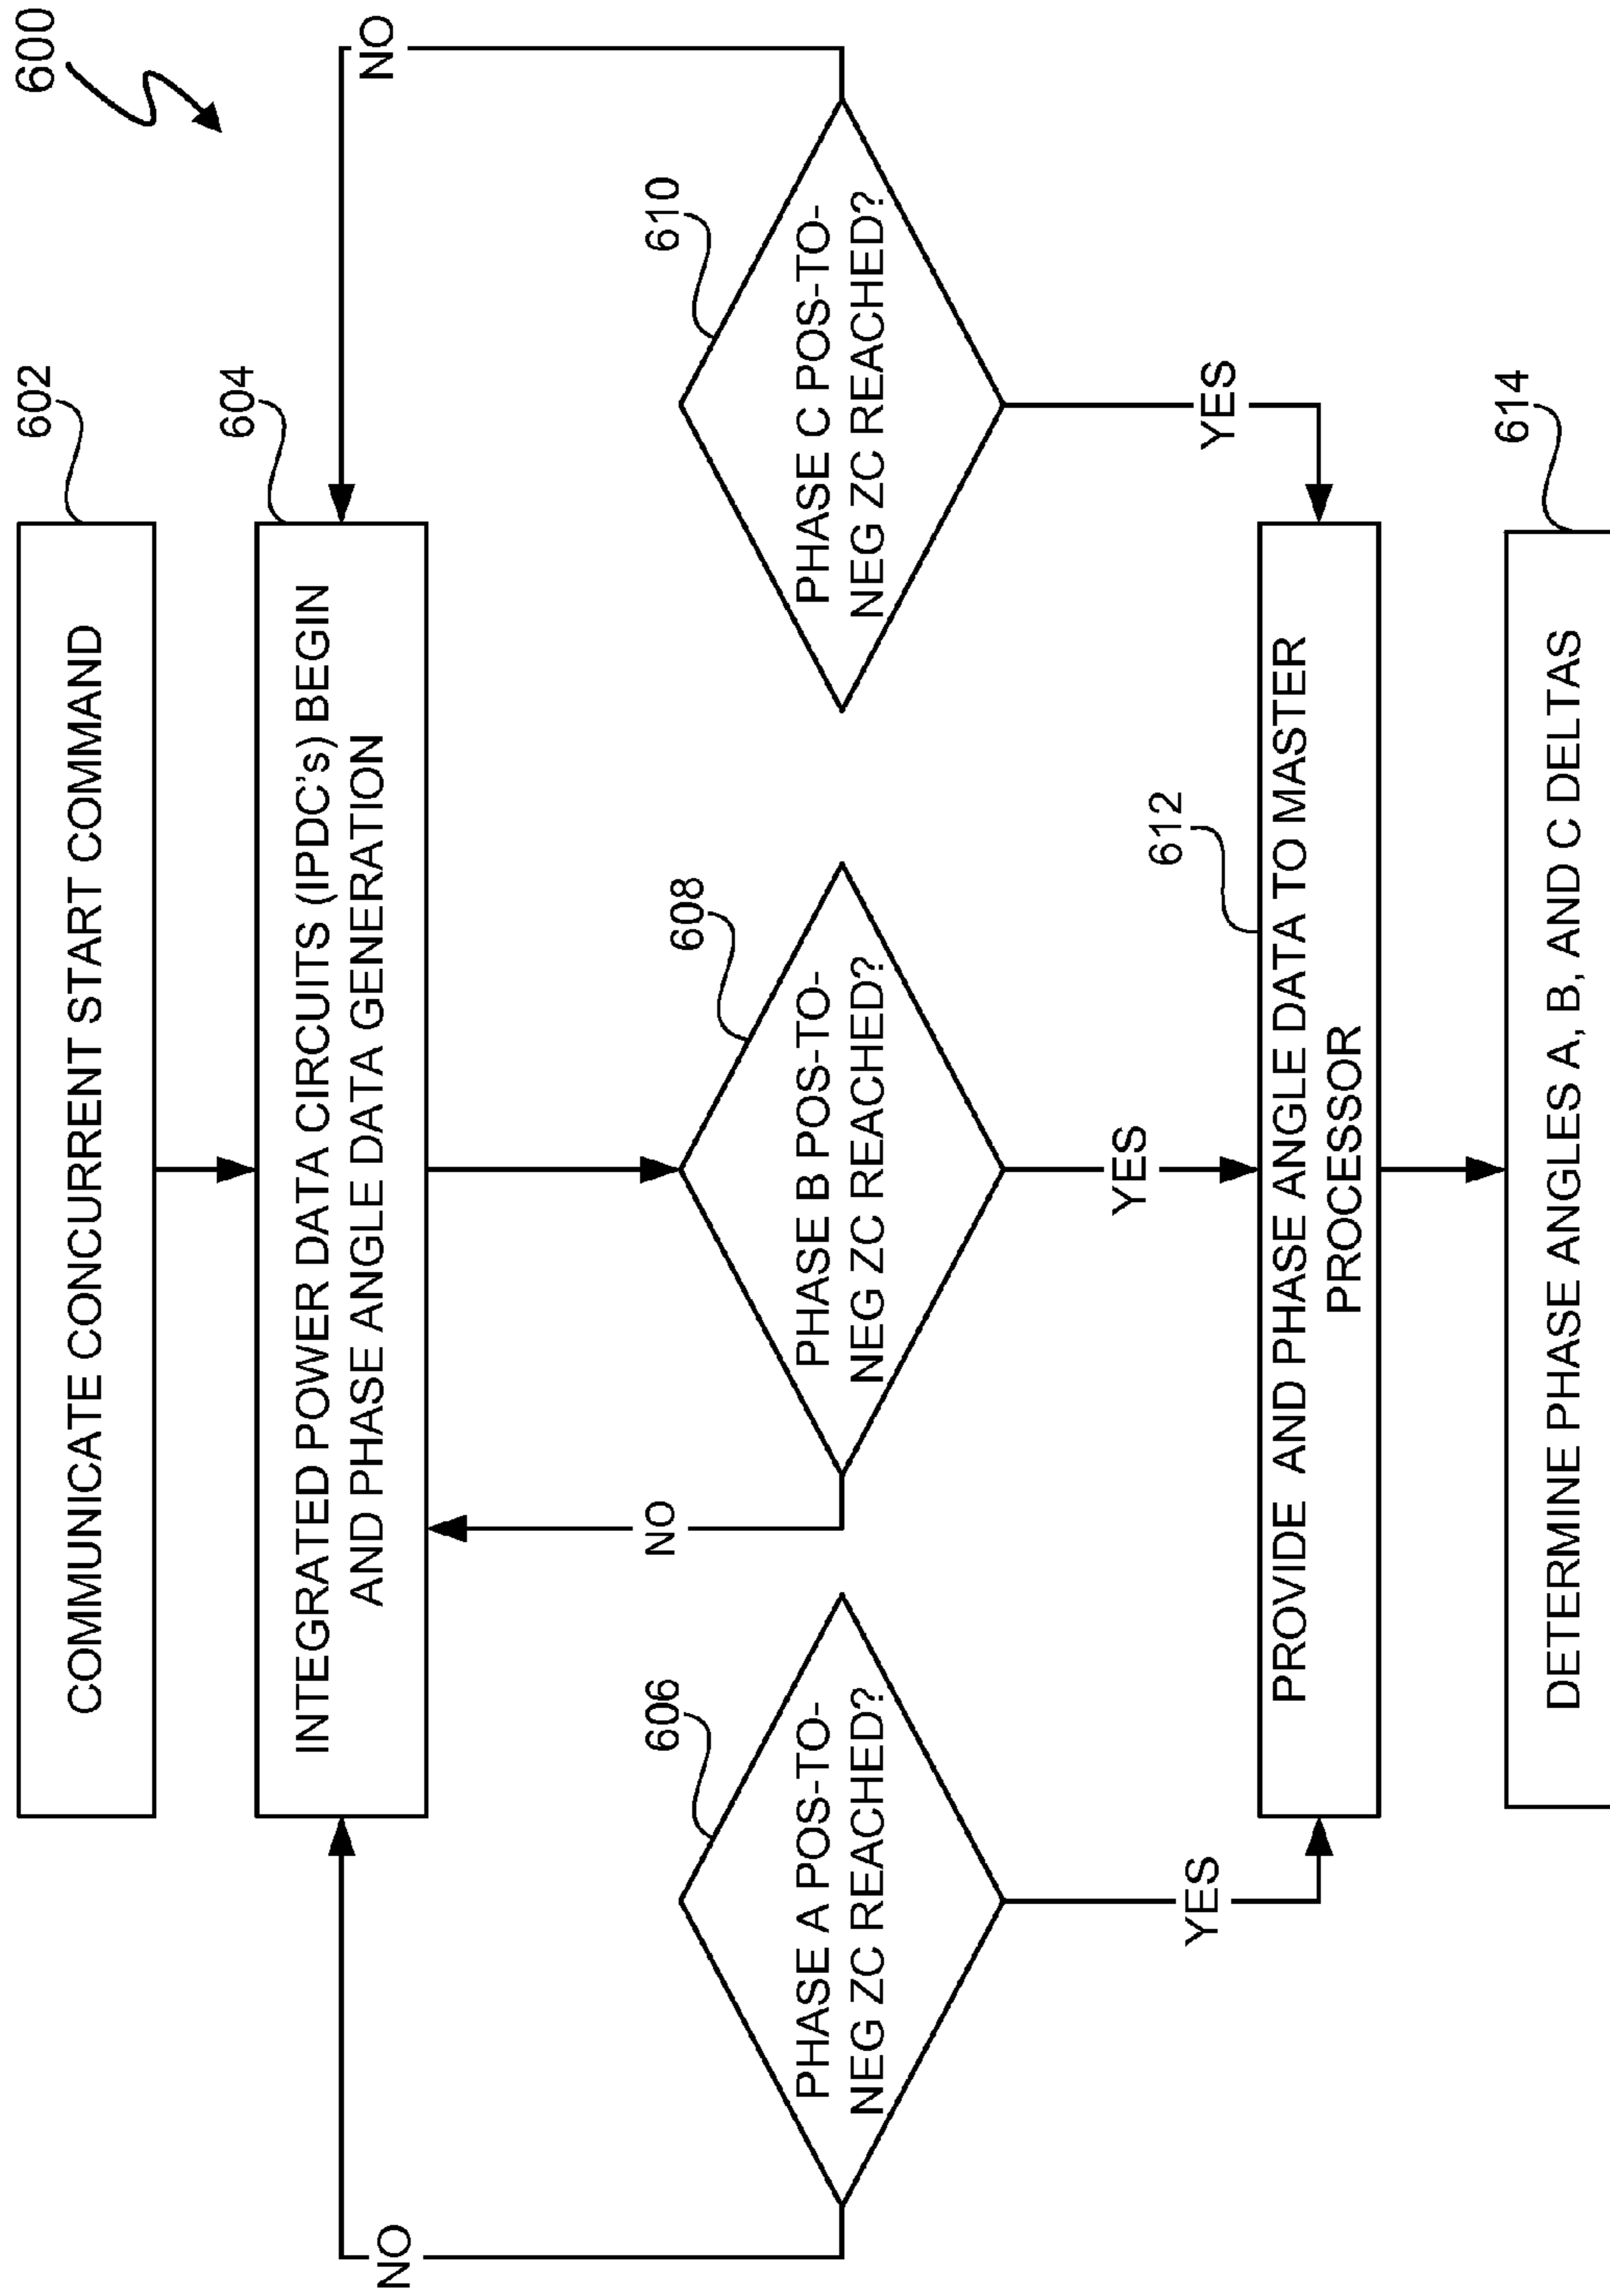 600
602
COMMUNICATE CONCURRENT START COMMAND
604
INTEGRATED POWER DATA CIRCUITS (IPDC's) BEGIN
AND PHASE ANGLE DATA GENERATION
NO
NO
NO
606
PHASE A POS-TO-
NEG ZC REACHED?
608
PHASE B POS-TO-
NEG ZC REACHED?
610
PHASE C POS-TO-
NEG ZC REACHED?
YES
YES
YES
612
PROVIDE AND PHASE ANGLE DATA TO MASTER
PROCESSOR
614
DETERMINE PHASE ANGLES A, B, AND C DELTAS